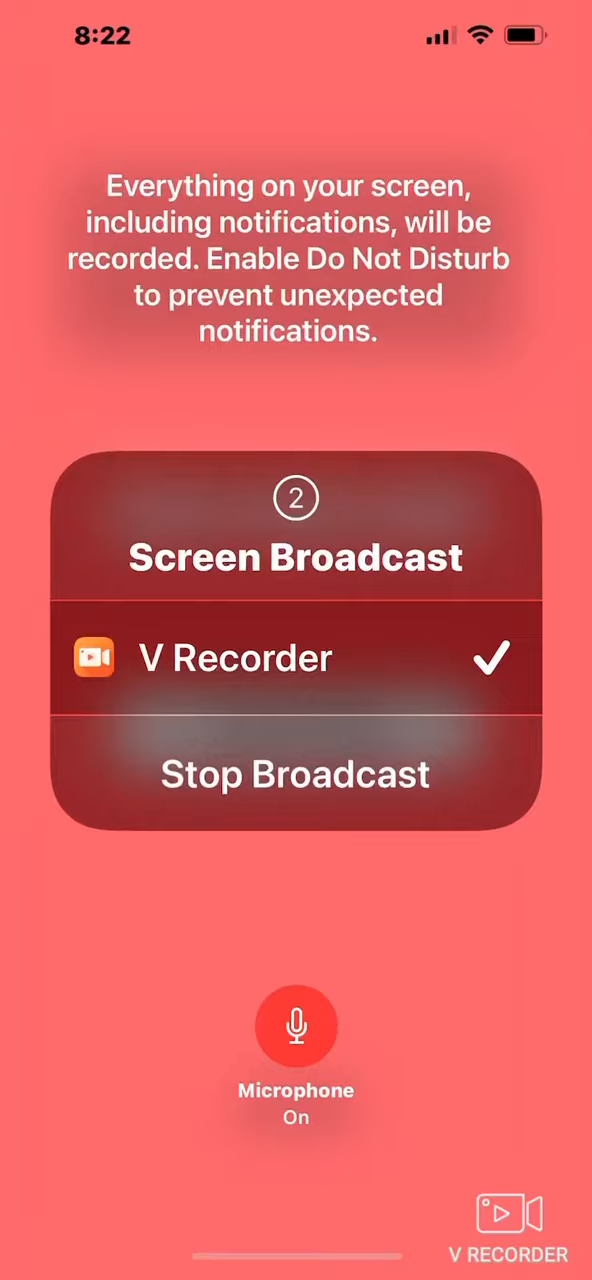 8:22
Everything on your screen,
including notifications, will be
recorded. Enable Do Not Disturb
to prevent unexpected
notifications.
2
Screen Broadcast
V Recorder
Stop Broadcast
Microphone
On
V RECORDER